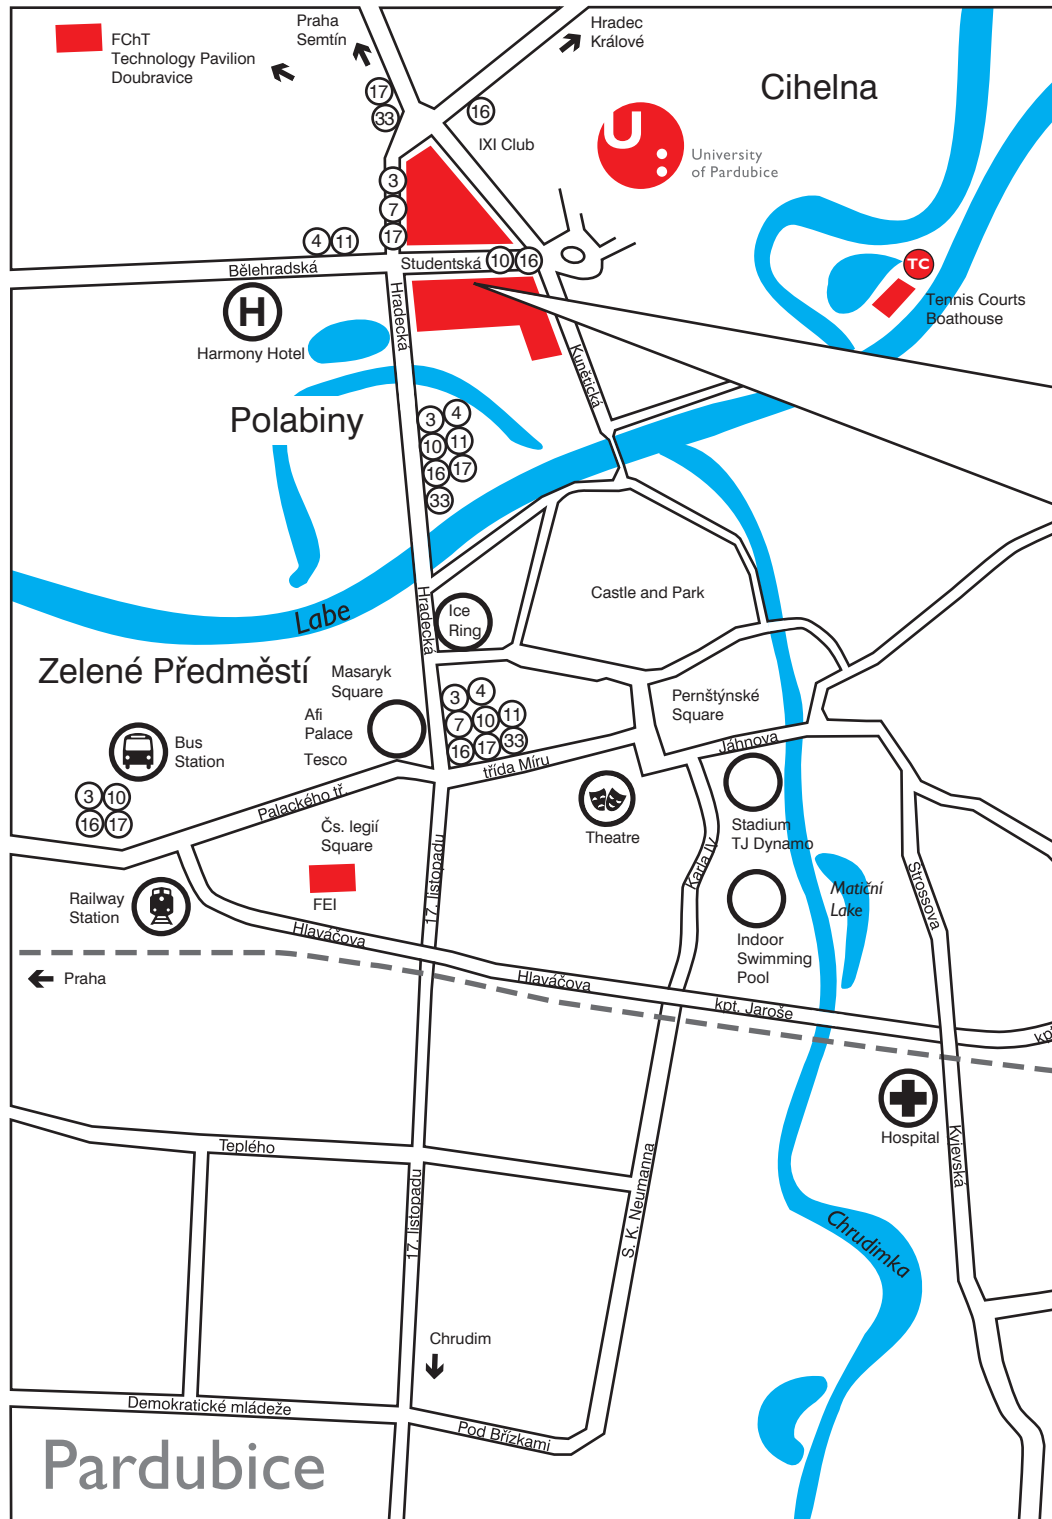 FChT
Technology Pavilion
Doubravice
Praha
Semtín
Hradec
Králové
Cihelna
17
33
16
IXI Club
U:
University
of Pardubice
3
7
17
4
11
Bělehradská
Studentská
10
16
TC
Tennis Courts
Boathouse
H
Harmony Hotel
Hradecká
Kunětická
Polabiny
3
4
10
11
16
17
33
Labe
Hradecká
Ice
Ring
Castle and Park
Zelené Předměstí
Masaryk
Square
Afi
Palace
Tesco
3
4
7
10
11
16
17
33
Pernštýnské
Square
Jáhnova
třída Míru
Bus
Station
3
10
16
17
Palackého tř.
Theatre
Stadium
TJ Dynamo
Čs. legií
Square
FEI
17. listopadu
Karla IV.
Matiční
Lake
Strossova
Railway
Station
Indoor
Swimming
Pool
Hlaváčova
Hlaváčova
kpt. Jaroše
Praha
Hospital
Kyjevská
Teplého
17. listopadu
S. K. Neumanna
Chrudimka
Chrudim
Demokratické mládeže
Pod Břízkami
Pardubice